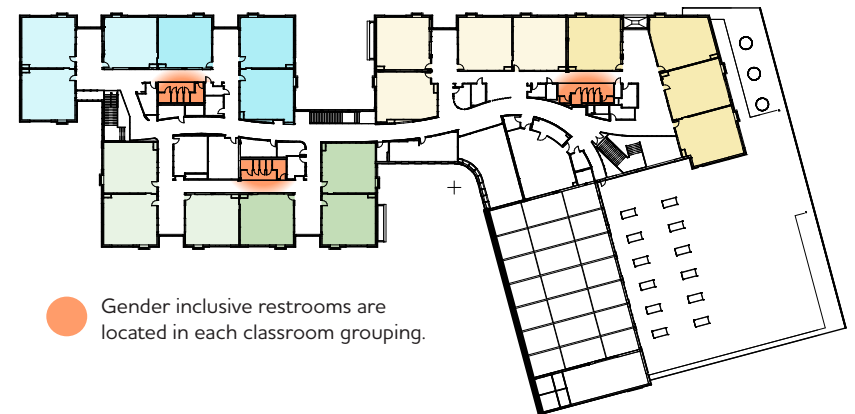 Gender inclusive restrooms are
located in each classroom grouping.